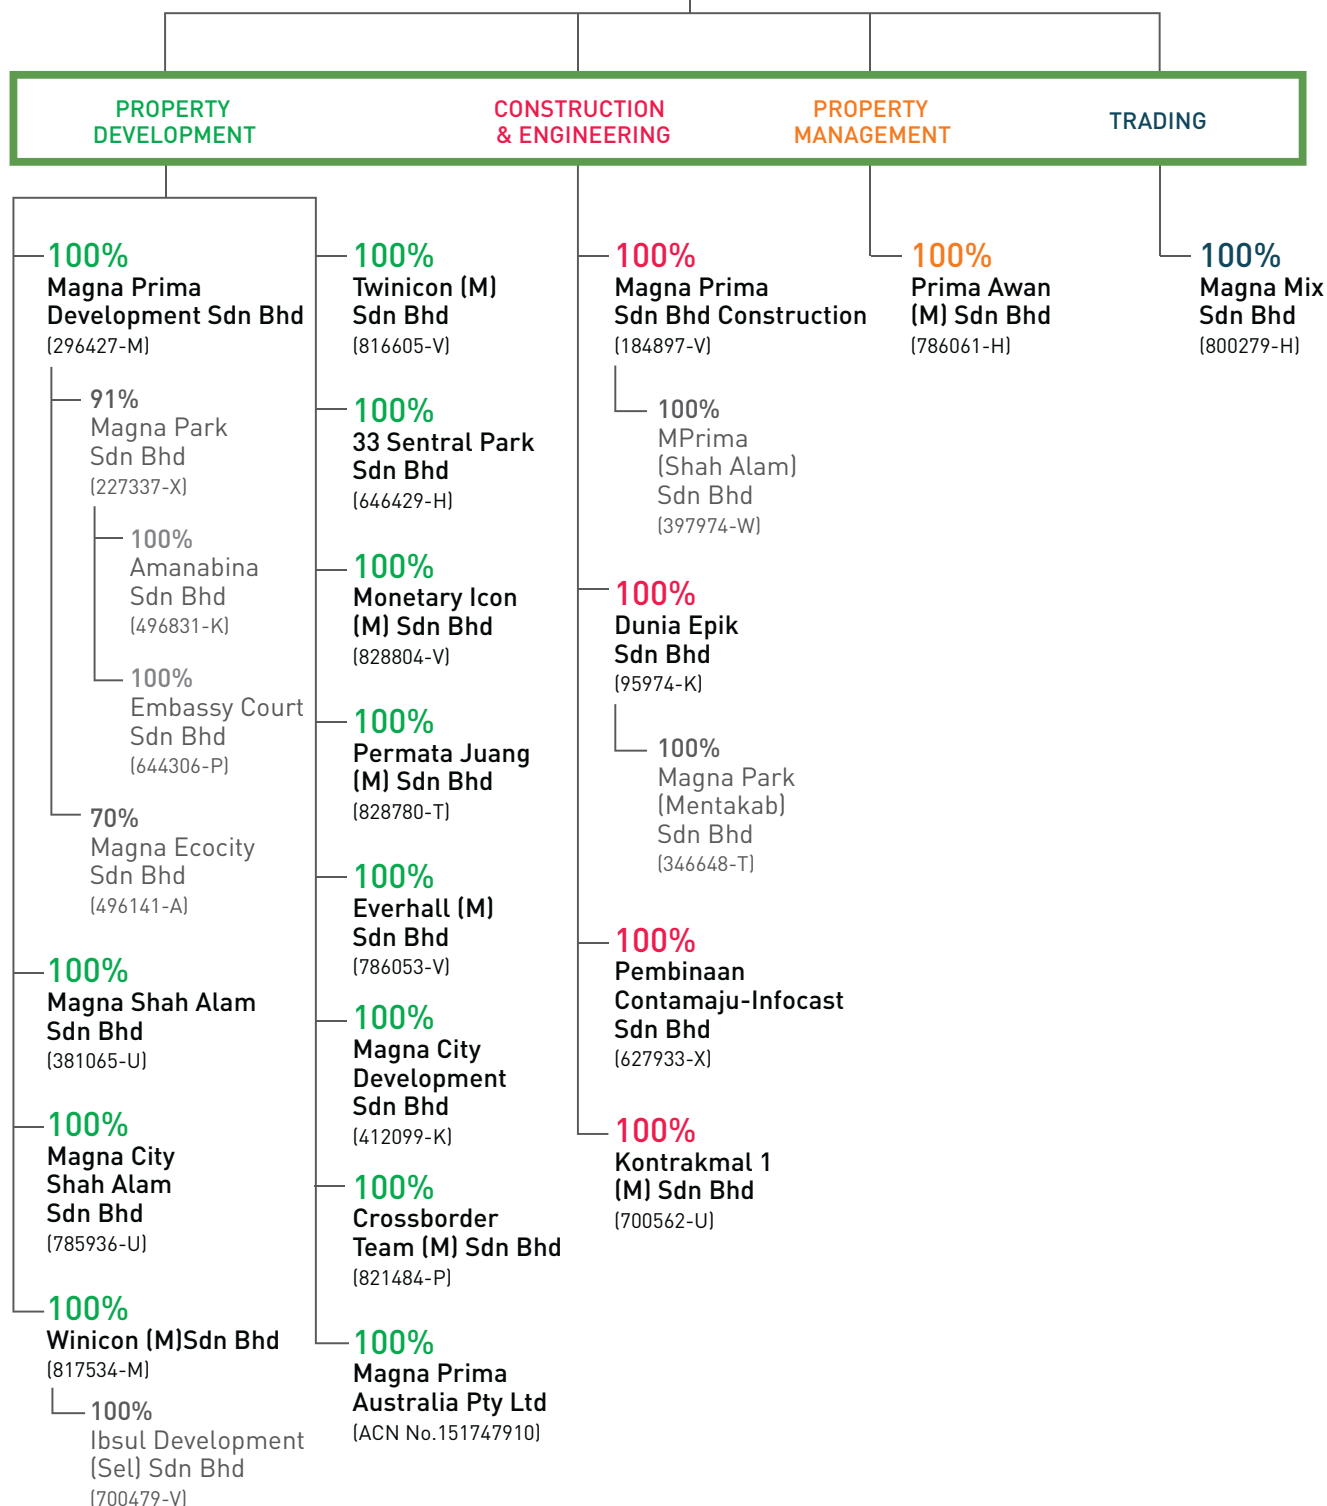 PROPERTY
DEVELOPMENT
CONSTRUCTION
& ENGINEERING
PROPERTY
MANAGEMENT
TRADING
100%
Magna Prima
Development Sdn Bhd
(296427-M)
91%
Magna Park
Sdn Bhd
(227337-X)
100%
Amanabina
Sdn Bhd
(496831-K)
100%
Embassy Court
Sdn Bhd
(644306-P)
70%
Magna Ecocity
Sdn Bhd
(496141-A)
100%
Magna Shah Alam
Sdn Bhd
(381065-U)
100%
Magna City
Shah Alam
Sdn Bhd
(785936-U)
100%
Winicon (M)Sdn Bhd
(817534-M)
100%
Ibsul Development
(Sel) Sdn Bhd
(700479-V)
100%
Twinicon (M)
Sdn Bhd
(816605-V)
100%
33 Sentral Park
Sdn Bhd
(646429-H)
100%
Monetary Icon
(M) Sdn Bhd
(828804-V)
100%
Permata Juang
(M) Sdn Bhd
(828780-T)
100%
Everhall (M)
Sdn Bhd
(786053-V)
100%
Magna City
Development
Sdn Bhd
(412099-K)
100%
Crossborder
Team (M) Sdn Bhd
(821484-P)
100%
Magna Prima
Australia Pty Ltd
(ACN No.151747910)
100%
Magna Prima
Sdn Bhd Construction
(184897-V)
100%
MPrima
(Shah Alam)
Sdn Bhd
(397974-W)
100%
Dunia Epik
Sdn Bhd
(95974-K)
100%
Magna Park
(Mentakab)
Sdn Bhd
(346648-T)
100%
Pembinaan
Contamaju-Infocast
Sdn Bhd
(627933-X)
100%
Kontrakmal 1
(M) Sdn Bhd
(700562-U)
100%
Prima Awan
(M) Sdn Bhd
(786061-H)
100%
Magna Mix
Sdn Bhd
(800279-H)